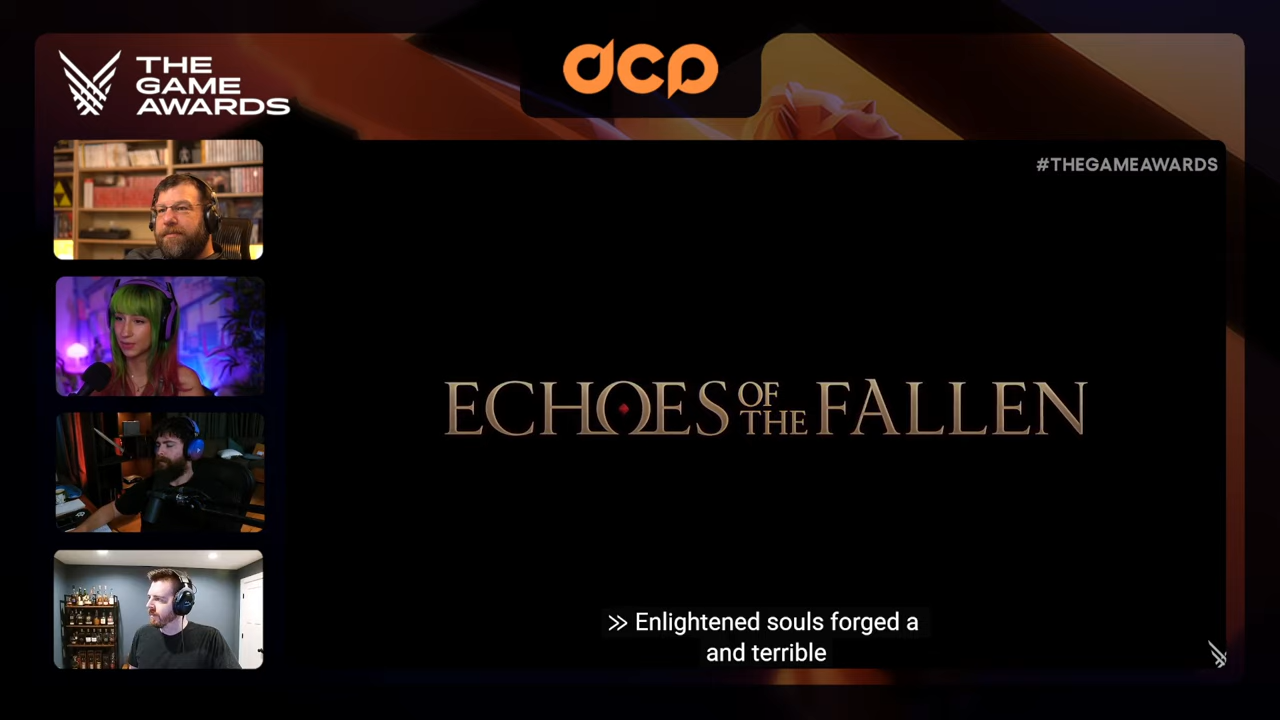 THE
GAME
AWARDS
dcp
#THEGAMEAWARDS
ECHOES OF THE FALLEN
>> Enlightened souls forged a
and terrible